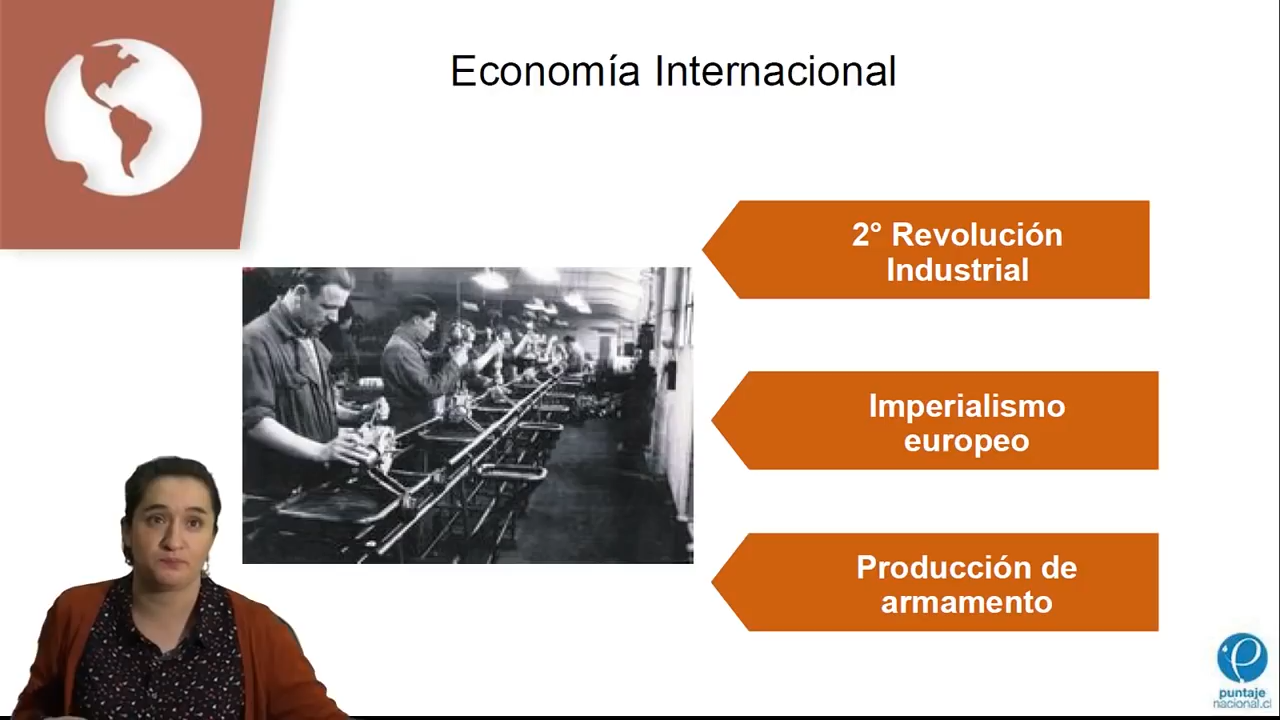 Economía Internacional
2° Revolución
Industrial
Imperialismo
europeo
Producción de
armamento
puntaje
nacional.cl